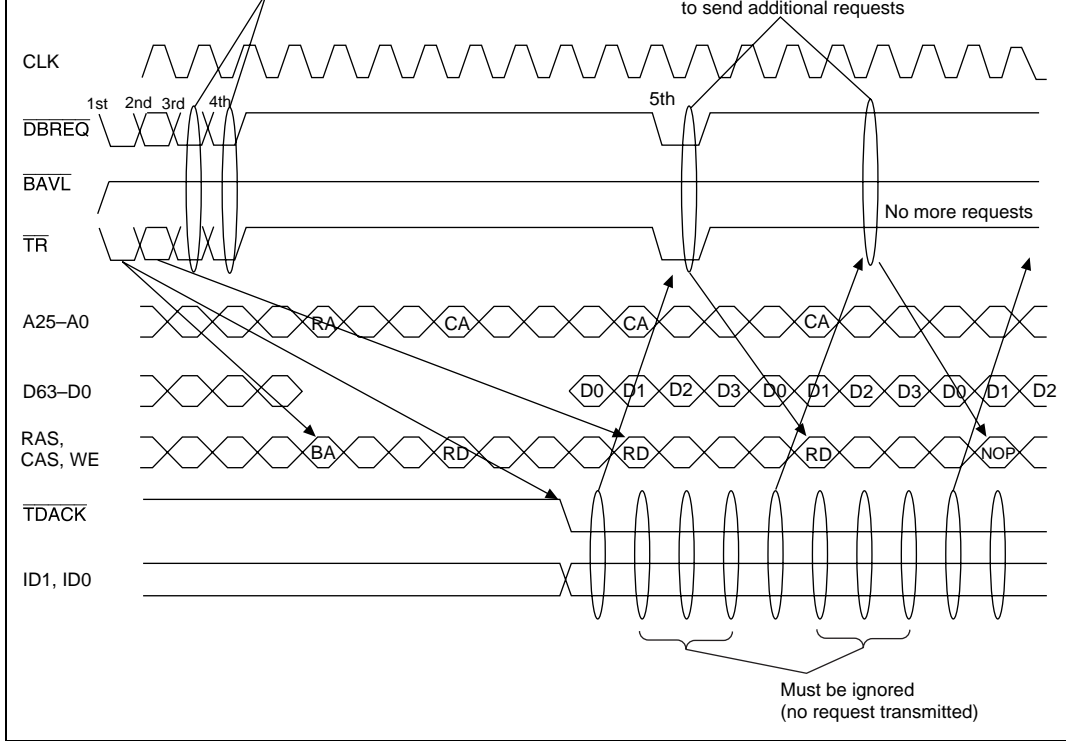 to send additional requests
CLK
1st 2nd 3rd 4th 5th
DBREQ
BAVL
No more requests
TR
A25–A0 RA CA CA CA
D63–D0 D0 D1 D2 D3 D0 D1 D2 D3 D0 D1 D2
RAS,
CAS, WE BA RD RD RD NOP
TDACK
ID1, ID0
Must be ignored
(no request transmitted)